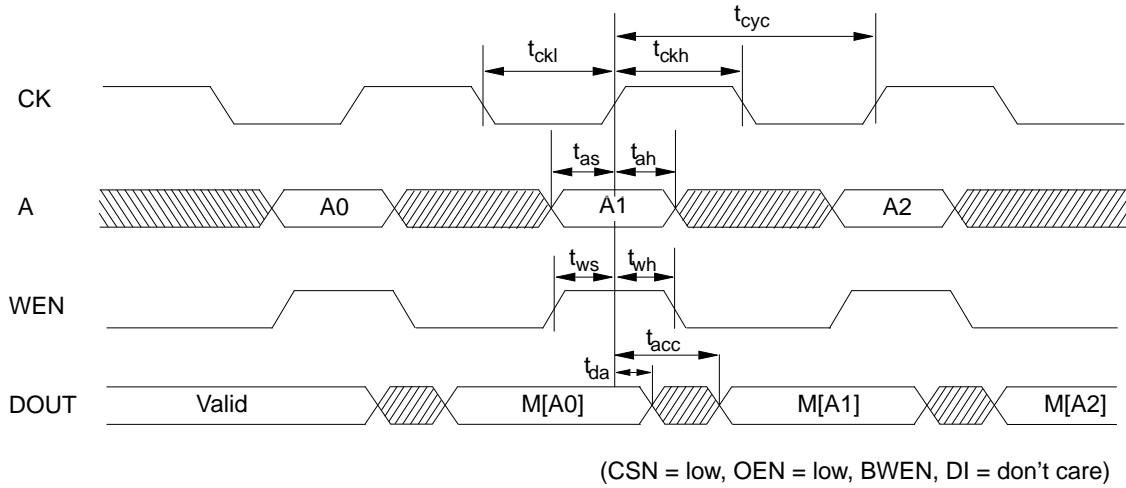 tcyc
tckl tckh
CK
tas tah
A A0 A1 A2
tws twh
WEN
tacc
tda
DOUT Valid M[A0] M[A1] M[A2]
(CSN = low, OEN = low, BWEN, DI = don't care)